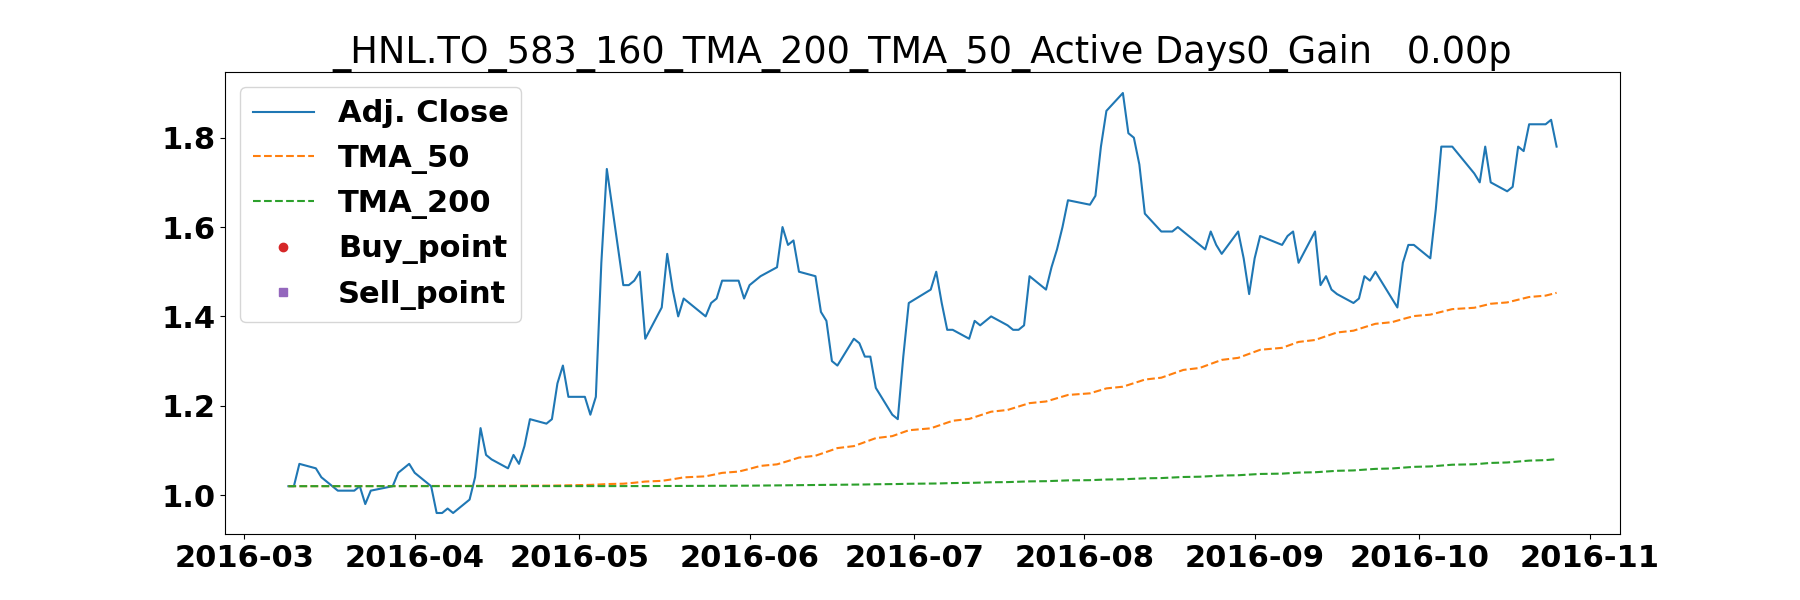 _HNL.TO_583_160_TMA_200_TMA_50_Active Days0_Gain   0.00p
Adj. Close
TMA_50
TMA_200
Buy_point
Sell_point
1.8
1.6
1.4
1.2
1.0
2016-03 2016-04 2016-05 2016-06 2016-07 2016-08 2016-09 2016-10 2016-11